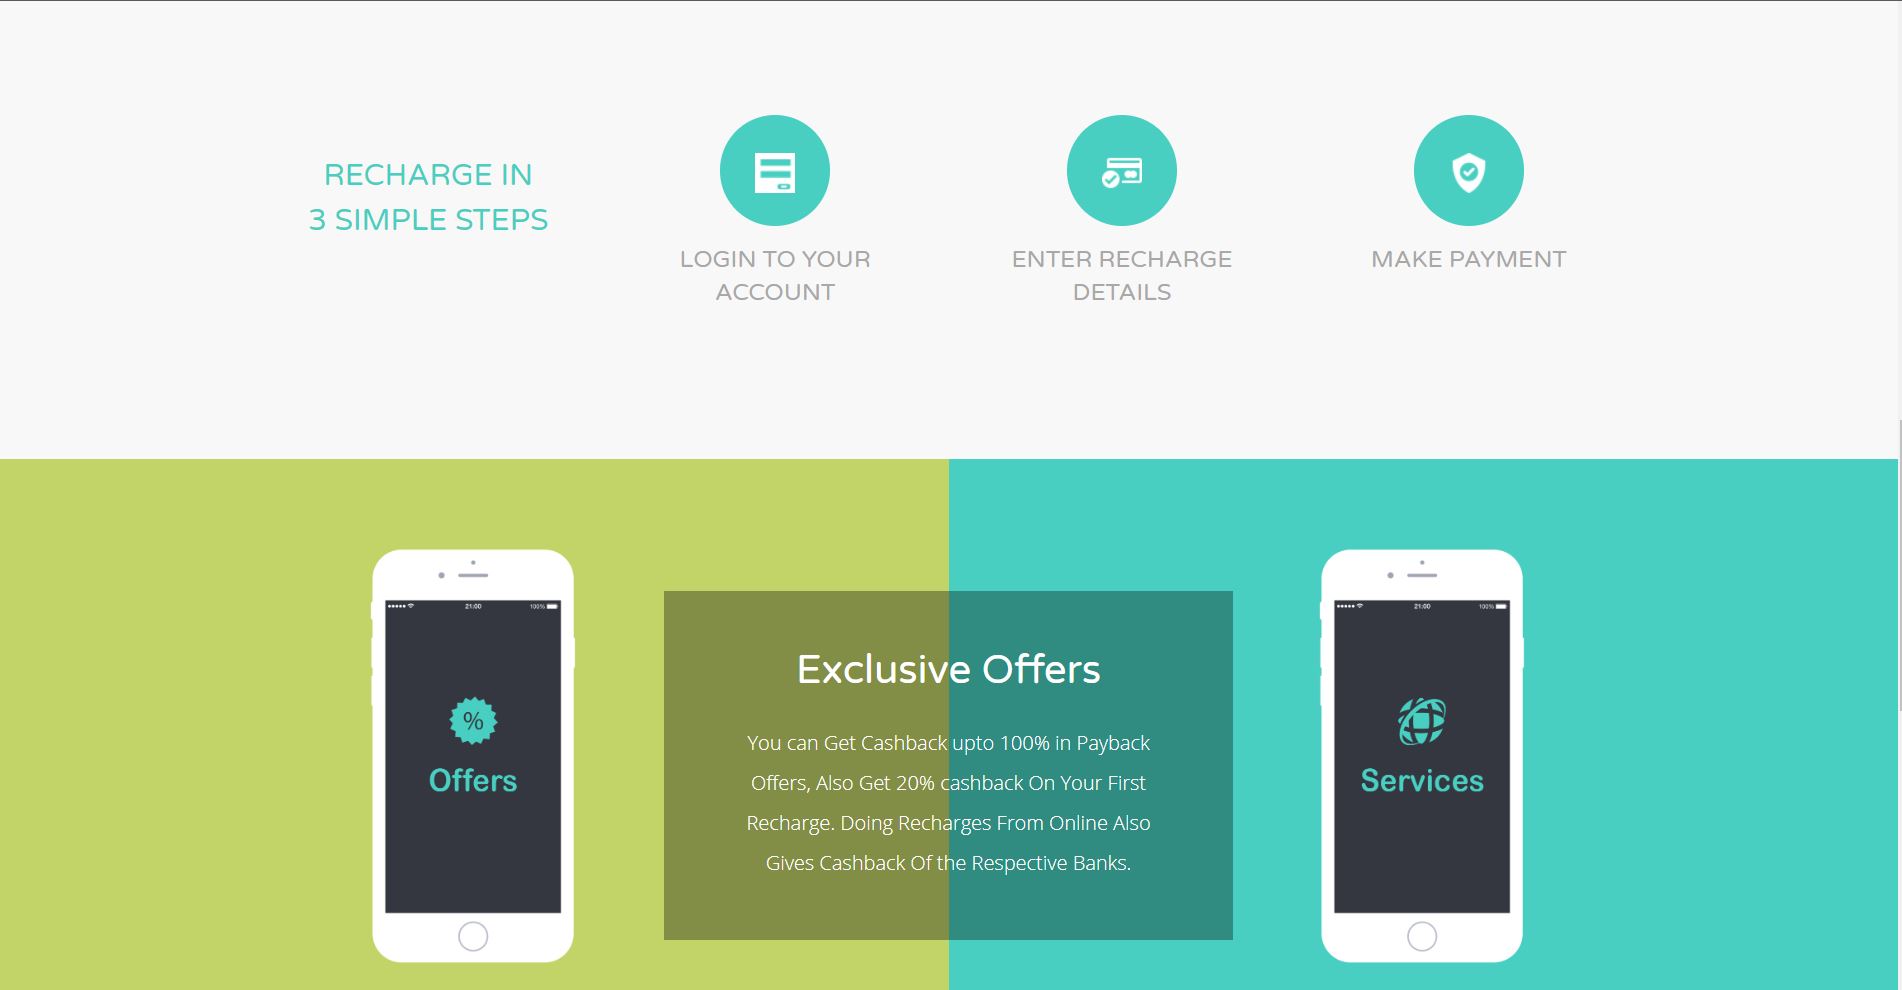 RECHARGE IN
3 SIMPLE STEPS
LOGIN TO YOUR
ACCOUNT
ENTER RECHARGE
DETAILS
MAKE PAYMENT
21:00
100%
%
Offers
Exclusive Offers
You can Get Cashback upto 100% in Payback
Offers, Also Get 20% cashback On Your First
Recharge. Doing Recharges From Online Also
Gives Cashback Of the Respective Banks.
21:00
100%
Services